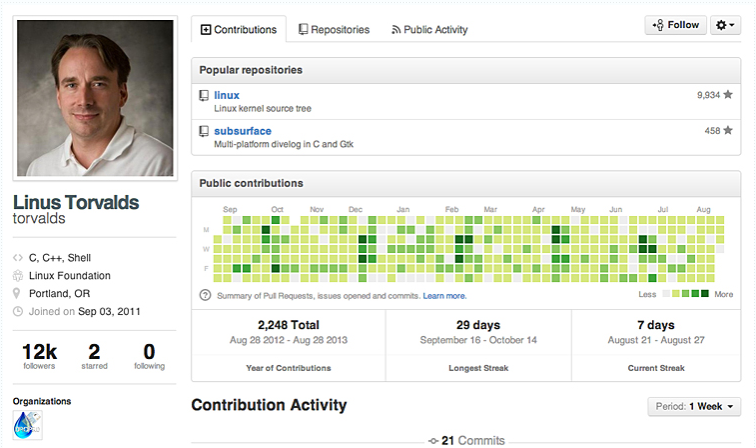 Contributions
Repositories
Public Activity
Follow
Popular repositories
linux
9,934
Linux kernel source tree
subsurface
458
Multi-platform divelog in C and Gtk
Linus Torvalds
torvalds
C, C++, Shell
Linux Foundation
Portland, OR
Joined on Sep 03, 2011
12k
followers
2
starred
0
following
Organizations
Public contributions
Sep Oct Nov Dec Jan Feb Mar Apr May Jun Jul Aug
M
W
F
Summary of Pull Requests, issues opened and commits. Learn more.
Less More
2,248 Total
Aug 28 2012 - Aug 28 2013
Year of Contributions
29 days
September 16 - October 14
Longest Streak
7 days
August 21 - August 27
Current Streak
Contribution Activity
Period: 1 Week
21 Commits